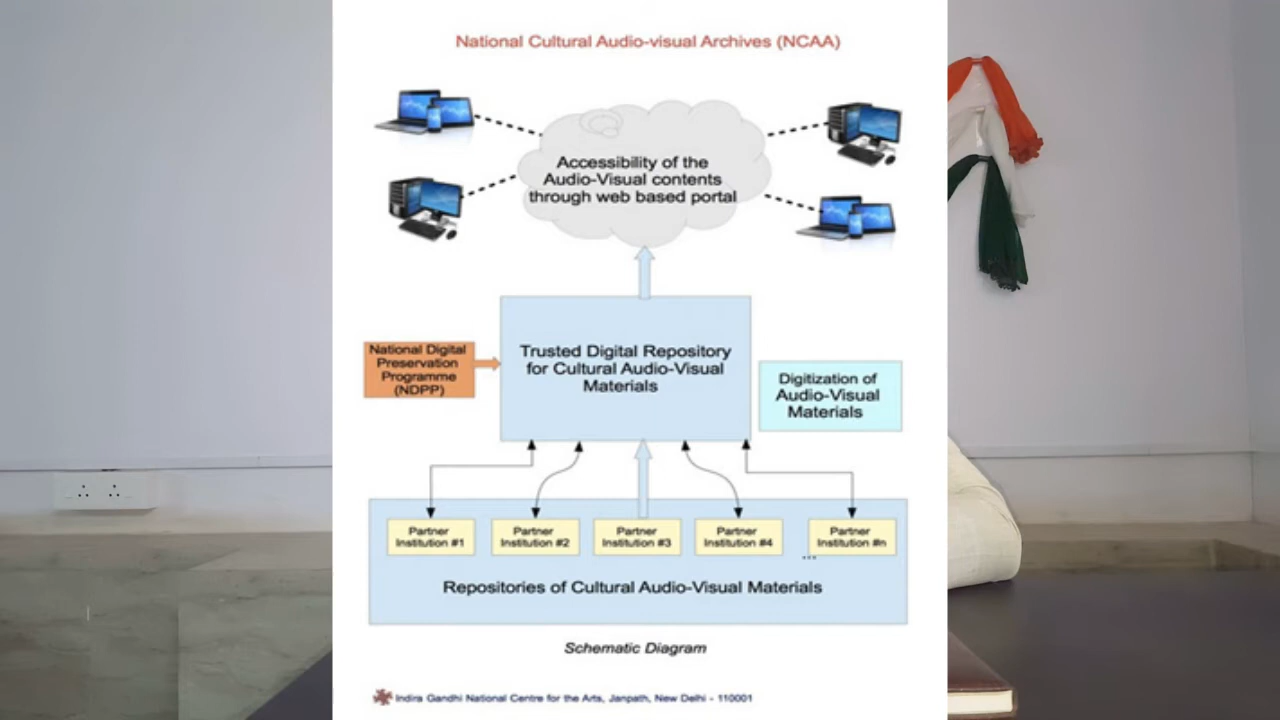 National Cultural Audio-visual Archives (NCAA)
Accessibility of the
Audio-Visual contents
through web based portal
National Digital
Preservation
Programme
(NDPP)
Trusted Digital Repository
for Cultural Audio-Visual
Materials
Digitization of
Audio-Visual
Materials
Partner
Institution #1
Partner
Institution #2
Partner
Institution #3
Partner
Institution #4
...
Partner
Institution #n
Repositories of Cultural Audio-Visual Materials
Schematic Diagram
Indira Gandhi National Centre for the Arts, Janpath, New Delhi - 110001